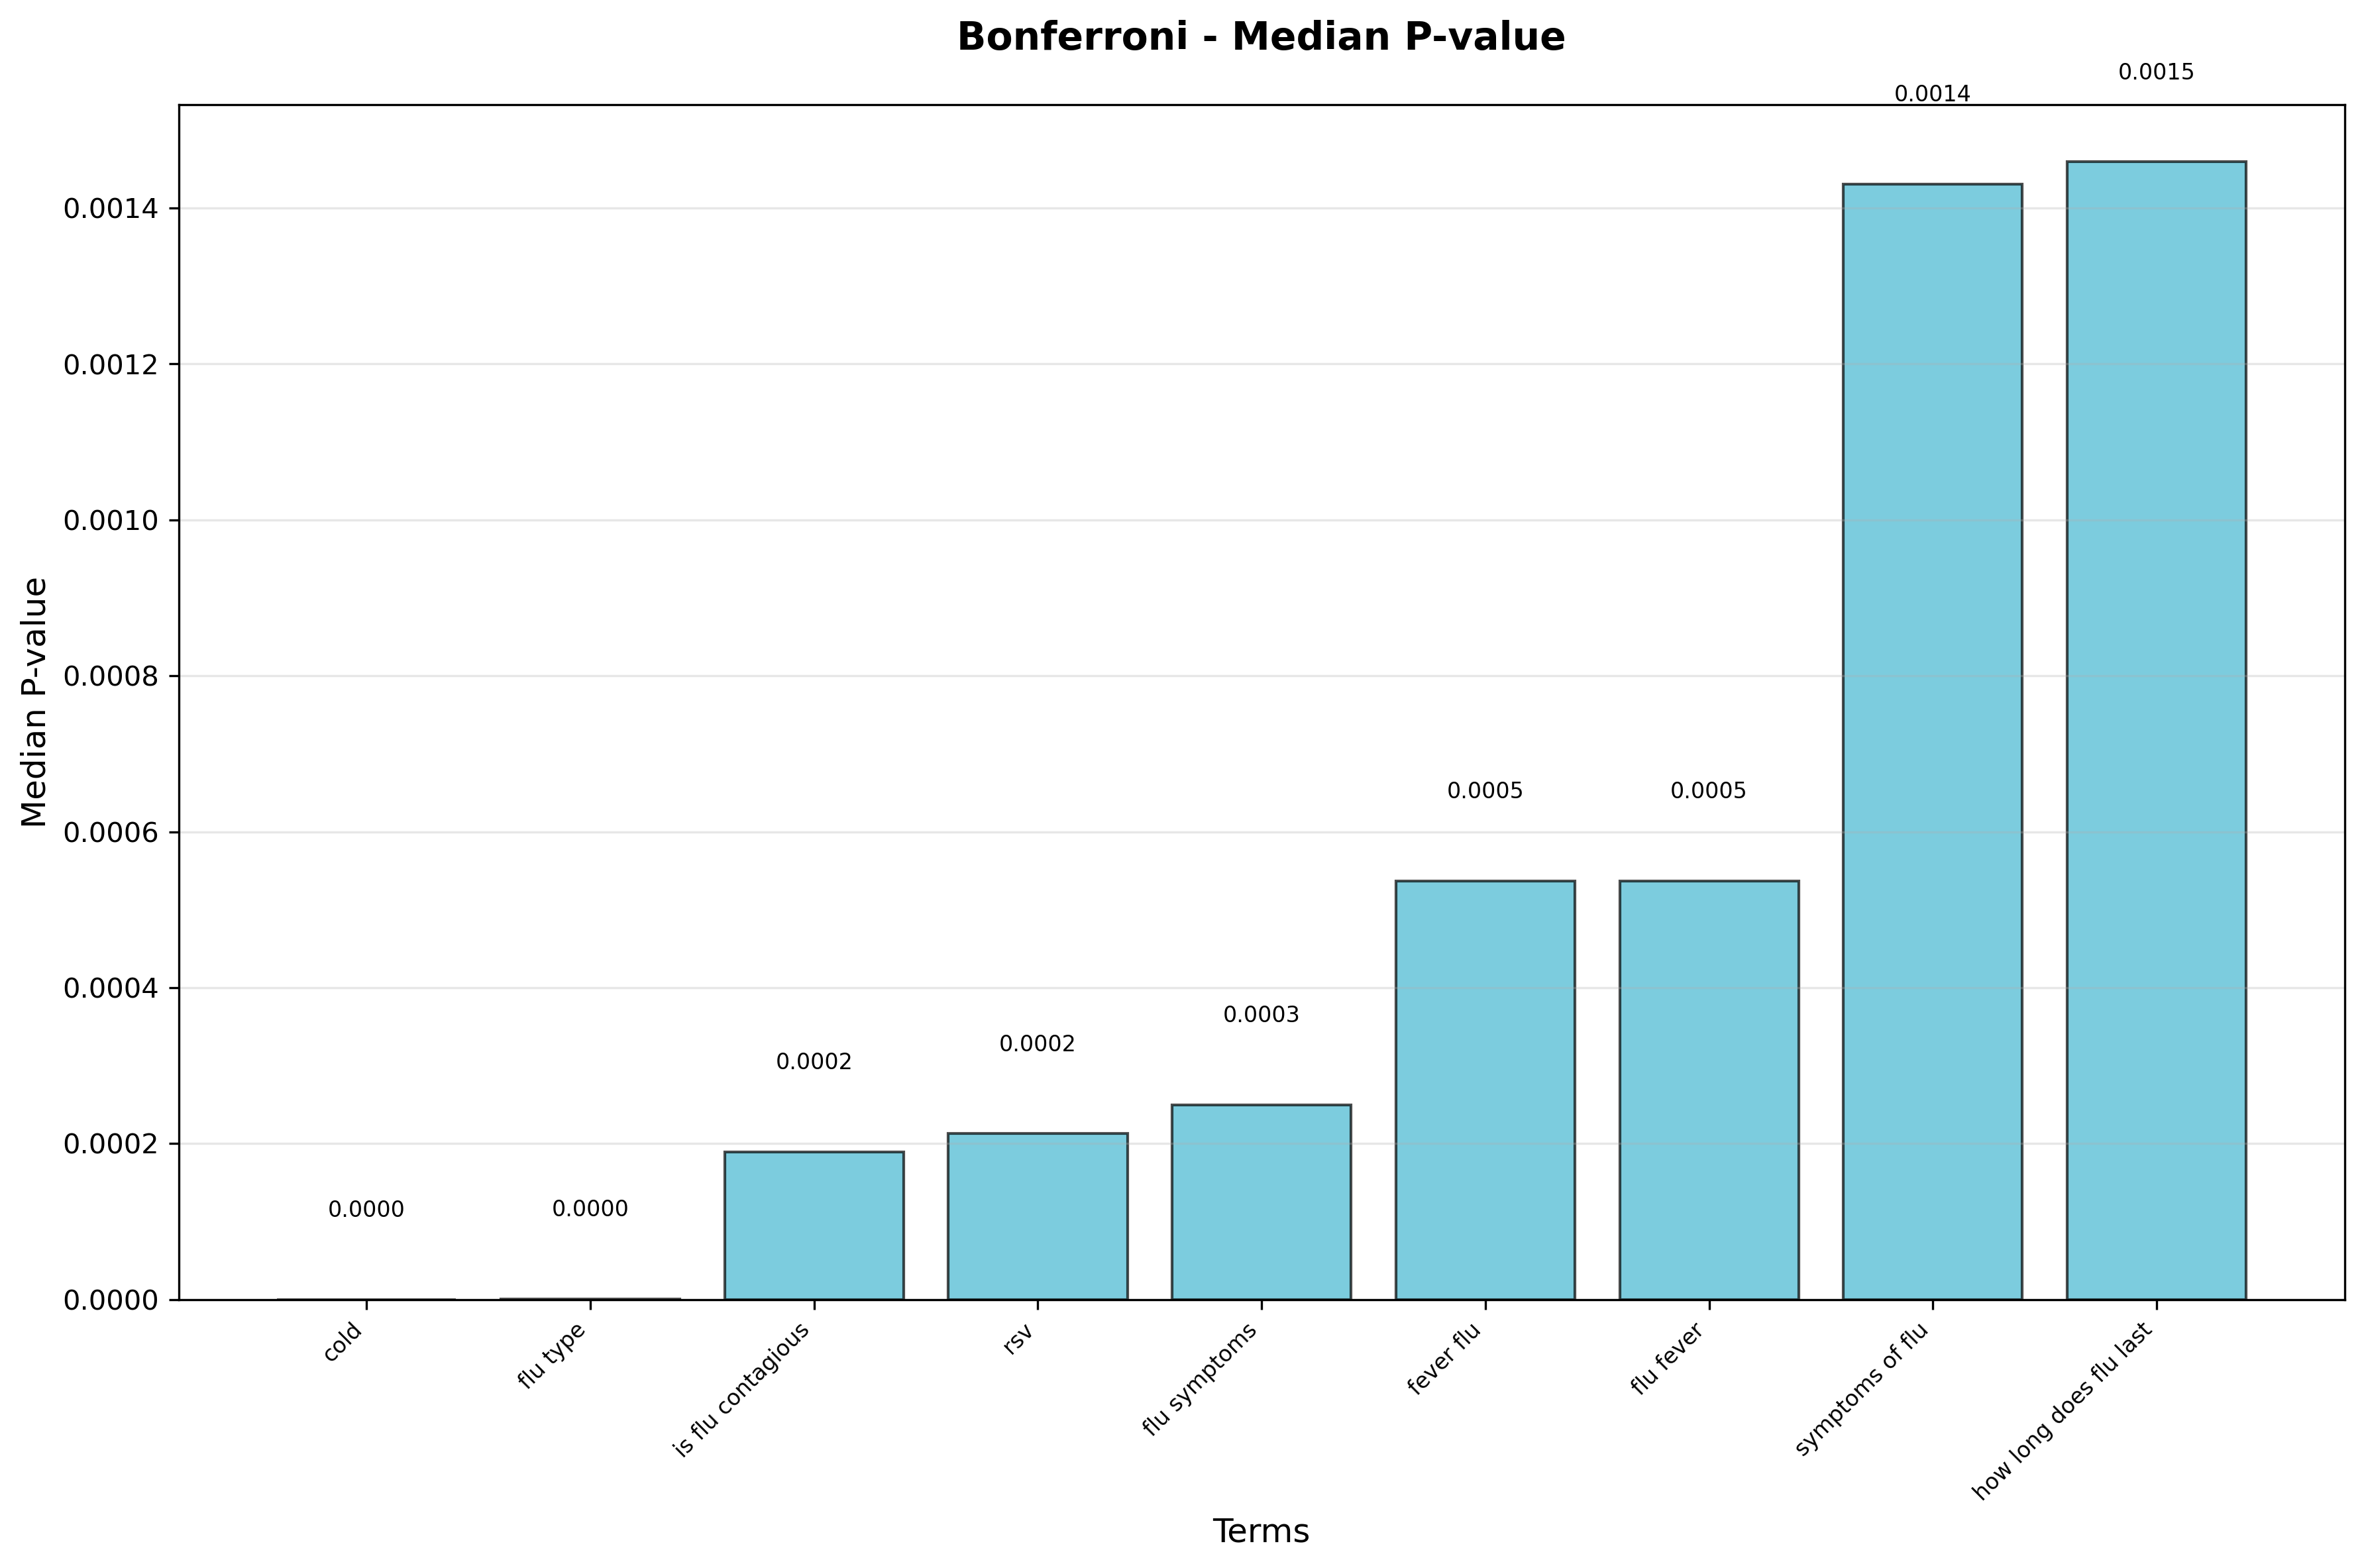 Bonferroni - Median P-value
0.0015
0.0014
0.0014
0.0012
0.0010
0.0008
0.0005
0.0005
0.0006
0.0004
0.0003
0.0002
0.0002
0.0002
0.0000
0.0000
0.0000
Median P-value
cold
flu type
is flu contagious
rsv
flu symptoms
fever flu
flu fever
symptoms of flu
how long does flu last
Terms